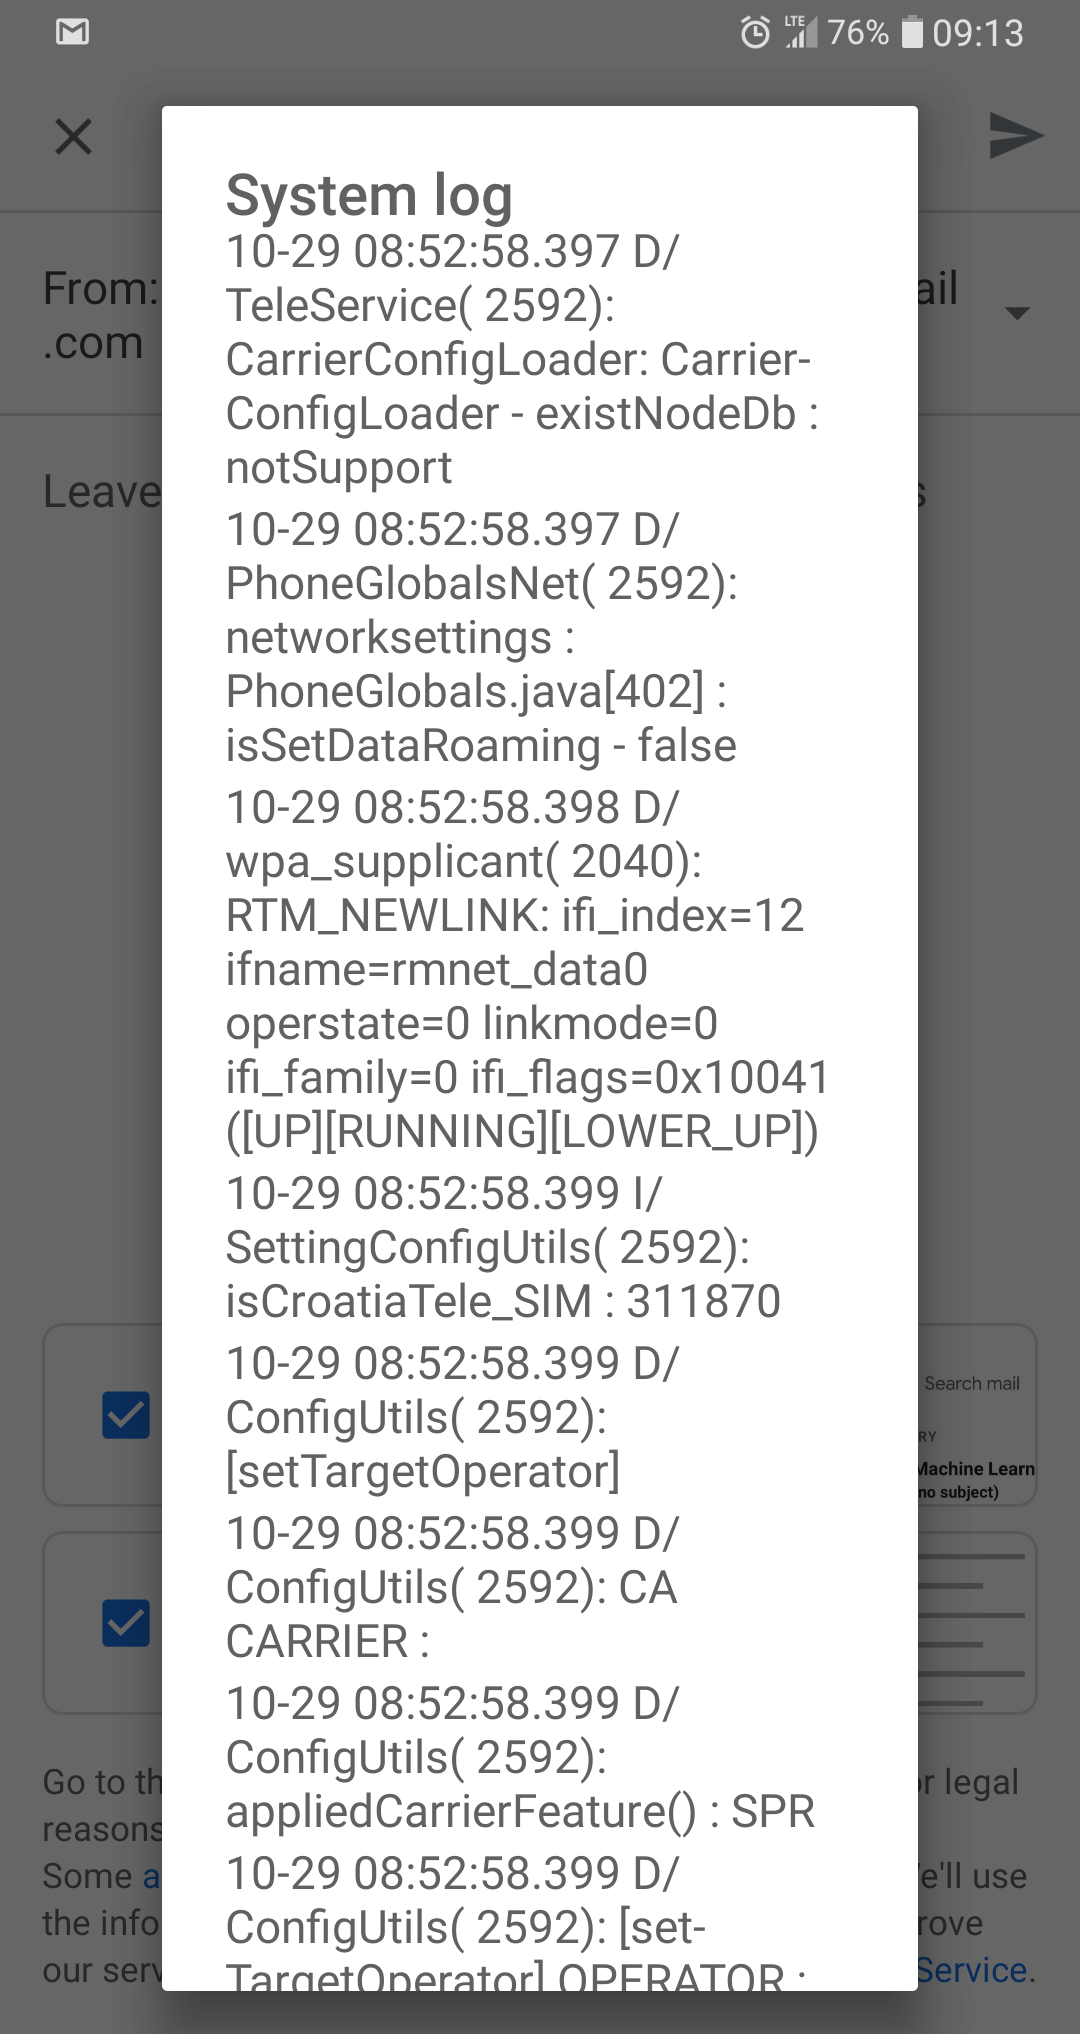 LTE 76% 09:13
System log
10-29 08:52:58.397 D/
TeleService( 2592):
CarrierConfigLoader: Carrier-
ConfigLoader - existNodeDb :
notSupport
10-29 08:52:58.397 D/
PhoneGlobalsNet( 2592):
networksettings :
PhoneGlobals.java[402] :
isSetDataRoaming - false
10-29 08:52:58.398 D/
wpa_supplicant( 2040):
RTM_NEWLINK: ifi_index=12
ifname=rmnet_data0
operstate=0 linkmode=0
ifi_family=0 ifi_flags=0x10041
([UP][RUNNING][LOWER_UP])
10-29 08:52:58.399 I/
SettingConfigUtils( 2592):
isCroatiaTele_SIM : 311870
10-29 08:52:58.399 D/
ConfigUtils( 2592):
[setTargetOperator]
10-29 08:52:58.399 D/
ConfigUtils( 2592): CA
CARRIER :
10-29 08:52:58.399 D/
ConfigUtils( 2592):
appliedCarrierFeature() : SPR
10-29 08:52:58.399 D/
ConfigUtils( 2592): [set-
TargetOperator] OPERATOR :
From: ail
.com
Leave s
Search mail
RY
Machine Learn
no subject)
Go to th r legal
reasons
Some a e'll use
the info rove
our serv Service.